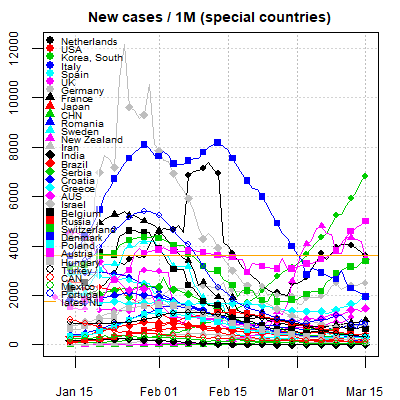 New cases / 1M (special countries)
12000
10000
8000
6000
4000
2000
0
Netherlands
USA
Korea, South
Italy
Spain
UK
Germany
France
Japan
CHN
Romania
Sweden
New Zealand
Iran
India
Brazil
Serbia
Croatia
Greece
AUS
Israel
Belgium
Russia
Switzerland
Denmark
Poland
Austria
Hungary
Turkey
CAN
Mexico
Portugal
latest NL
Jan 15
Feb 01
Feb 15
Mar 01
Mar 15